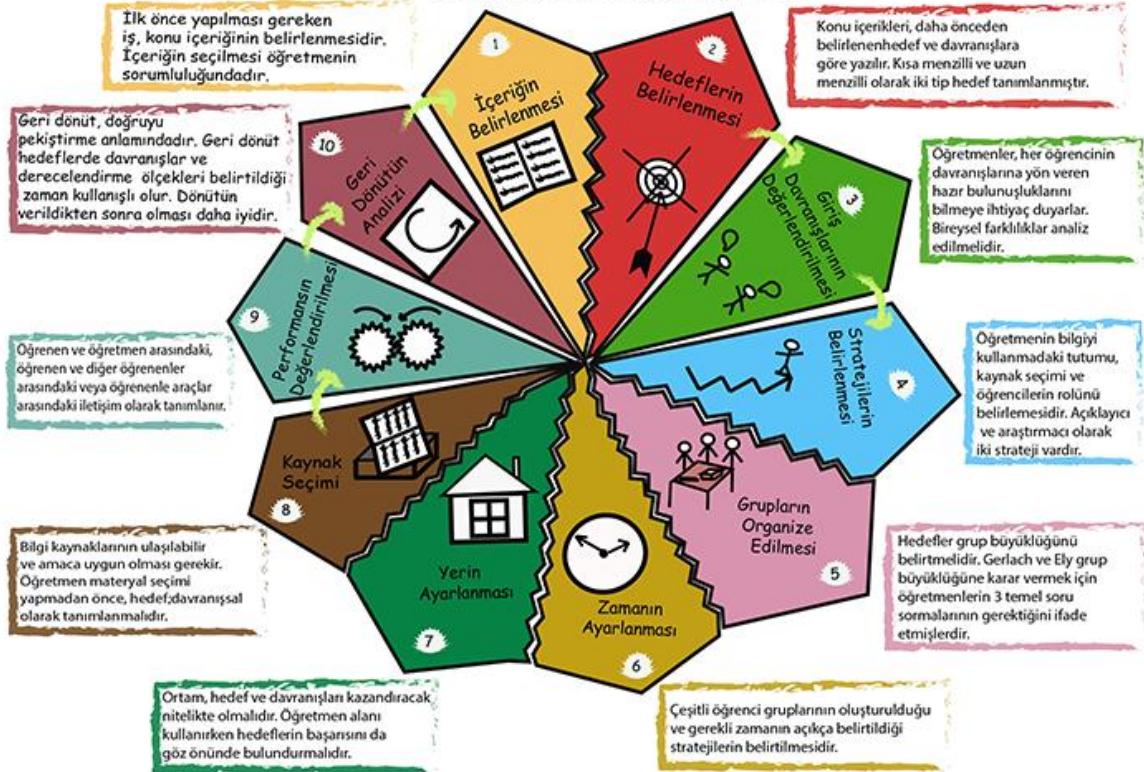 İlk önce yapılması gereken
iş, konu içeriğinin belirlenmesidir.
İçeriğin seçilmesi öğretmenin
sorumluluğundadır.
1
İçeriğin
Belirlenmesi
2
Hedeflerin
Belirlenmesi
Konu içerikleri, daha önceden
belirlenenhedef ve davranışlara
göre yazılır. Kısa menzilli ve uzun
menzilli olarak iki tip hedef tanımlanmıştır.
3
Giriş
Davranışlarının
Değerlendirilmesi
Öğretmenler, her öğrencinin
davranışlarına yön veren
hazır bulunuşluklarını
bilmeye ihtiyaç duyarlar.
Bireysel farklılıklar analiz
edilmelidir.
4
Stratejilerin
Belirlenmesi
Öğretmenin bilgiyi
kullanmadaki tutumu,
kaynak seçimi ve
öğrencilerin rolünü
belirlemesidir. Açıklayıcı
ve araştırmacı olarak
iki strateji vardır.
Grupların
Organize
Edilmesi
5
Hedefler grup büyüklüğünü
belirtmelidir. Gerlach ve Ely grup
büyüklüğüne karar vermek için
öğretmenlerin 3 temel soru
sormalarının gerektiğini ifade
etmişlerdir.
Zamanın
Ayarlanması
6
Çeşitli öğrenci gruplarının oluşturulduğu
ve gerekli zamanın açıkça belirtildiği
stratejilerin belirtilmesidir.
Yerin
Ayarlanması
7
Ortam, hedef ve davranışları kazandıracak
nitelikte olmalıdır. Öğretmen alanı
kullanırken hedeflerin başarısını da
göz önünde bulundurmalıdır.
Kaynak
Seçimi
8
Bilgi kaynaklarının ulaşılabilir
ve amaca uygun olması gerekir.
Öğretmen materyal seçimi
yapmadan önce, hedef;davranışsal
olarak tanımlanmalıdır.
9
Performansın
Değerlendirilmesi
Öğrenen ve öğretmen arasındaki,
öğrenen ve diğer öğrenenler
arasındaki veya öğrenenle araçlar
arasındaki iletişim olarak tanımlanır.
10
Geri
Dönütün
Analizi
Geri dönüt, doğruyu
pekiştirme anlamındadır. Geri dönüt
hedeflerde davranışlar ve
derecelendirme ölçekleri belirtildiği
zaman kullanışlı olur. Dönütün
verildikten sonra olması daha iyidir.